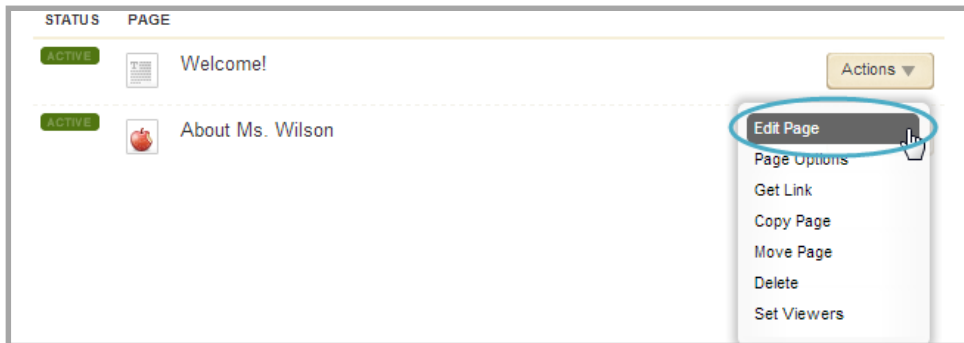 STATUS PAGE
ACTIVE
Welcome!
Actions
ACTIVE
About Ms. Wilson
Edit Page
Page Options
Get Link
Copy Page
Move Page
Delete
Set Viewers